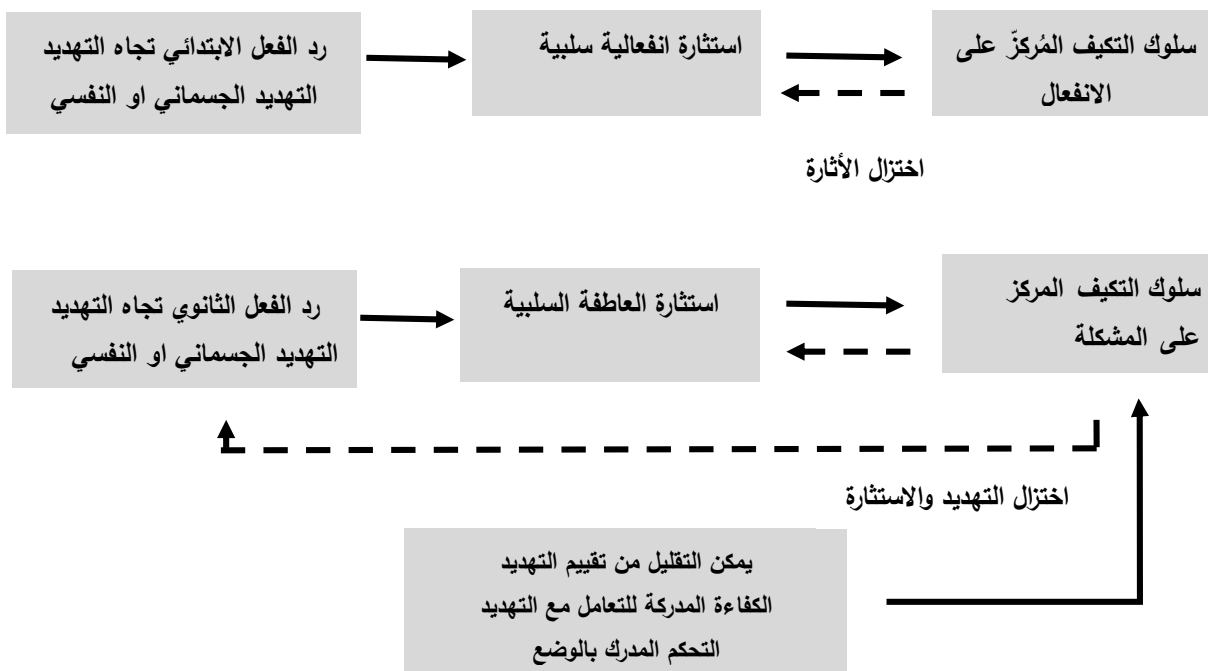 رد الفعل الابتدائي تجاه التهديد
التهديد الجسماني او النفسي
استثارة انفعالية سلبية
سلوك التكيف المُركزّ على
الانفعال
اختزال الأثارة
رد الفعل الثانوي تجاه التهديد
التهديد الجسماني او النفسي
استثارة العاطفة السلبية
سلوك التكيف المركز
على المشكلة
اختزال التهديد والاستثارة
يمكن التقليل من تقييم التهديد
الكفاءة المدركة للتعامل مع التهديد
التحكم المدرك بالوضع